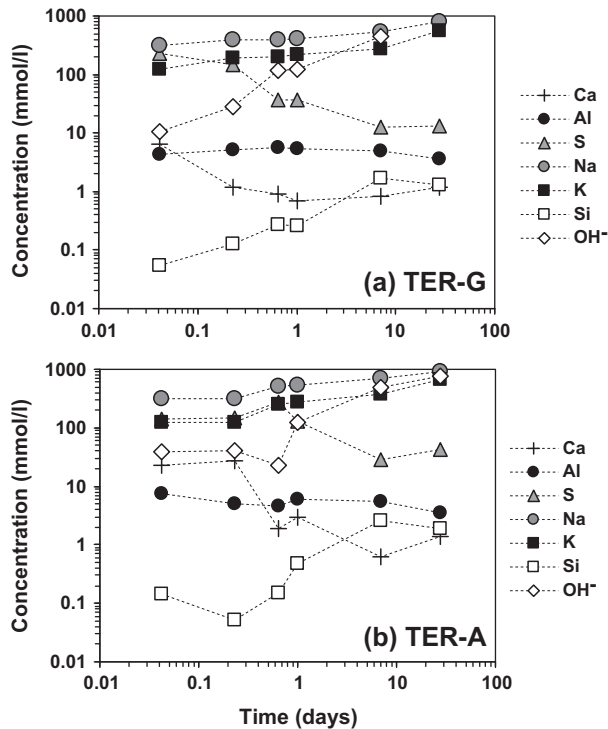 Concentration (mmol/l)
1000
100
10
1
0.1
0.01
0.01
0.1
1
10
100
(a) TER-G
Ca
Al
S
Na
K
Si
OH-
Concentration (mmol/l)
1000
100
10
1
0.1
0.01
0.01
0.1
1
10
100
(b) TER-A
Time (days)
Ca
Al
S
Na
K
Si
OH-